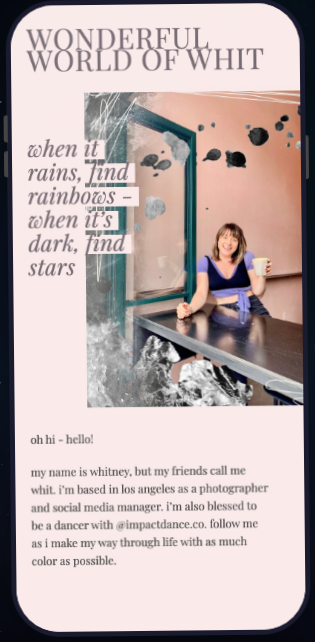 WONDERFUL
WORLD OF WHIT
when it
rains, find
rainbows –
when it's
dark, find
stars
oh hi - hello!
my name is whitney, but my friends call me
whit. i'm based in los angeles as a photographer
and social media manager. i'm also blessed to
be a dancer with @impactdance.co. follow me
as i make my way through life with as much
color as possible.